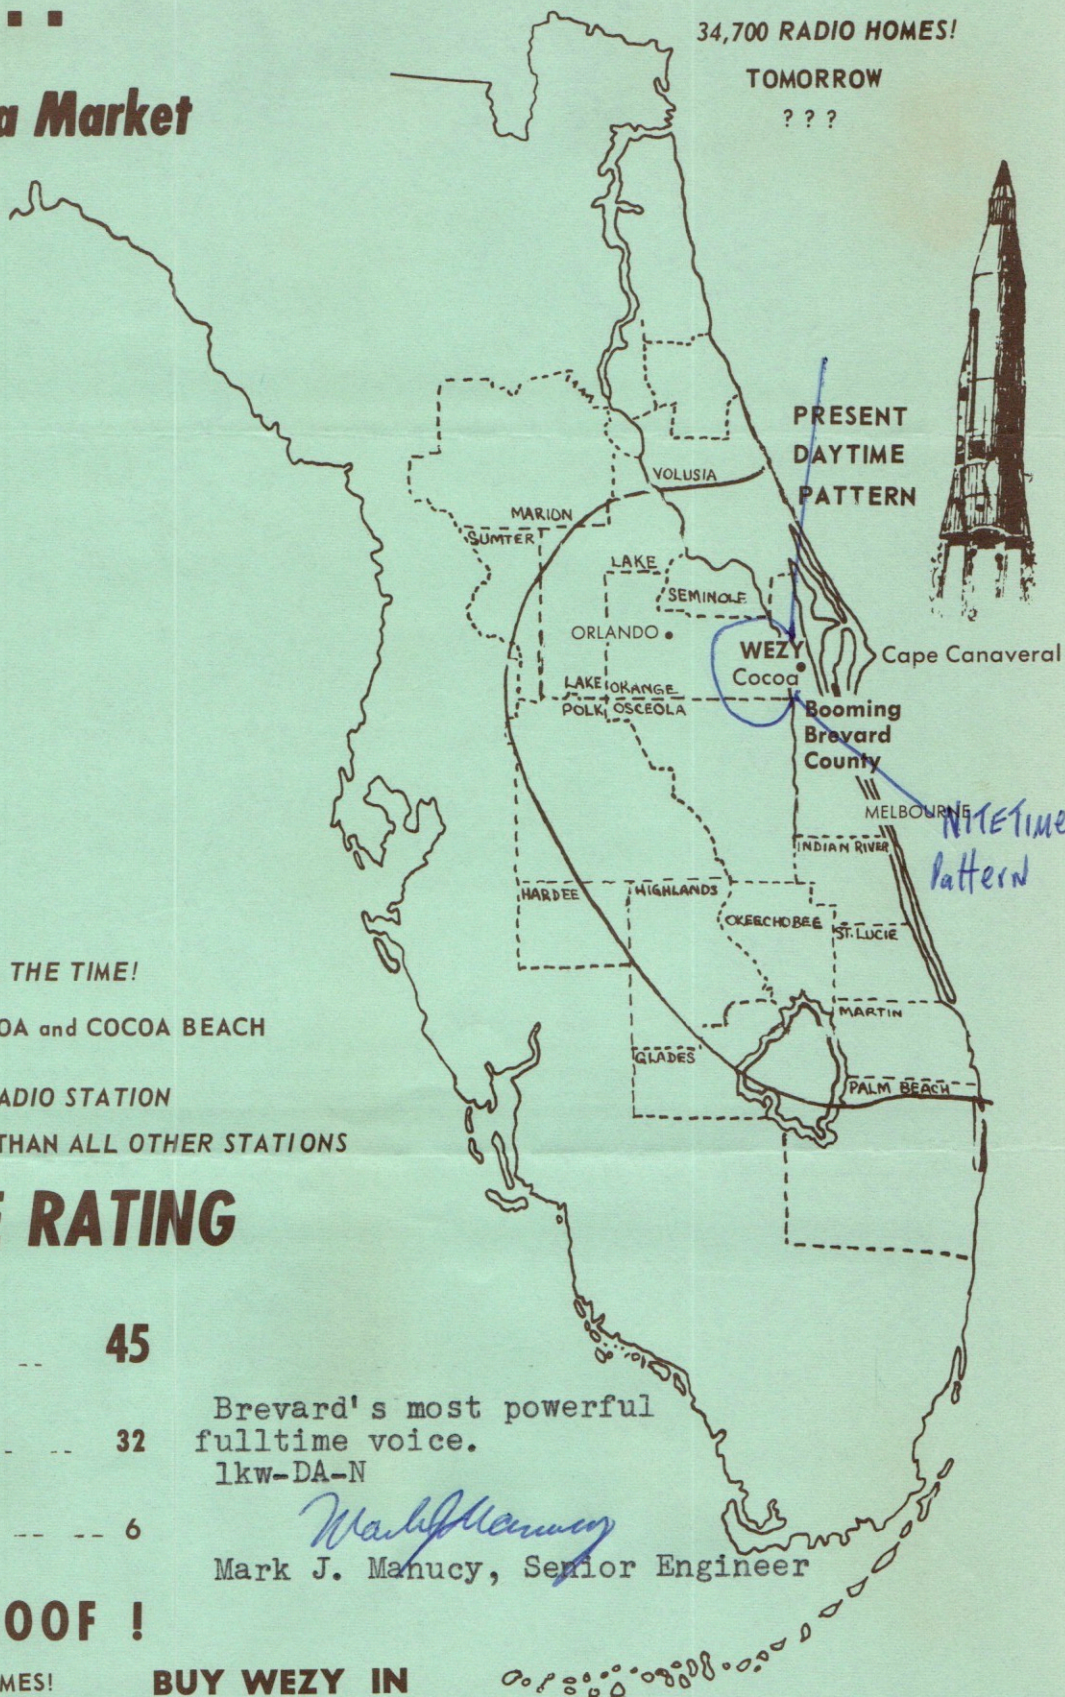 34,700 RADIO HOMES!
TOMORROW
? ? ?
Market
PRESENT
DAYTIME
PATTERN
VOLUSIA
MARION
SUMTER
LAKE
SEMINOLE
ORLANDO
WEZY
Cocoa
Cape Canaveral
LAKE ORANGE
POLK OSCEOLA
Booming
Brevard
County
MELBOURNE
NITETIME
Pattern
INDIAN RIVER
HARDEE
HIGHLANDS
OKEECHOBEE
ST. LUCIE
THE TIME!
OA and COCOA BEACH
MARTIN
GLADES
PALM BEACH
ADIO STATION
THAN ALL OTHER STATIONS
E RATING
-- 45
- -- 32
-- -- 6
Brevard's most powerful
fulltime voice.
1kw-DA-N
Mark J Manucy
Mark J. Manucy, Senior Engineer
OOF !
MES! BUY WEZY IN